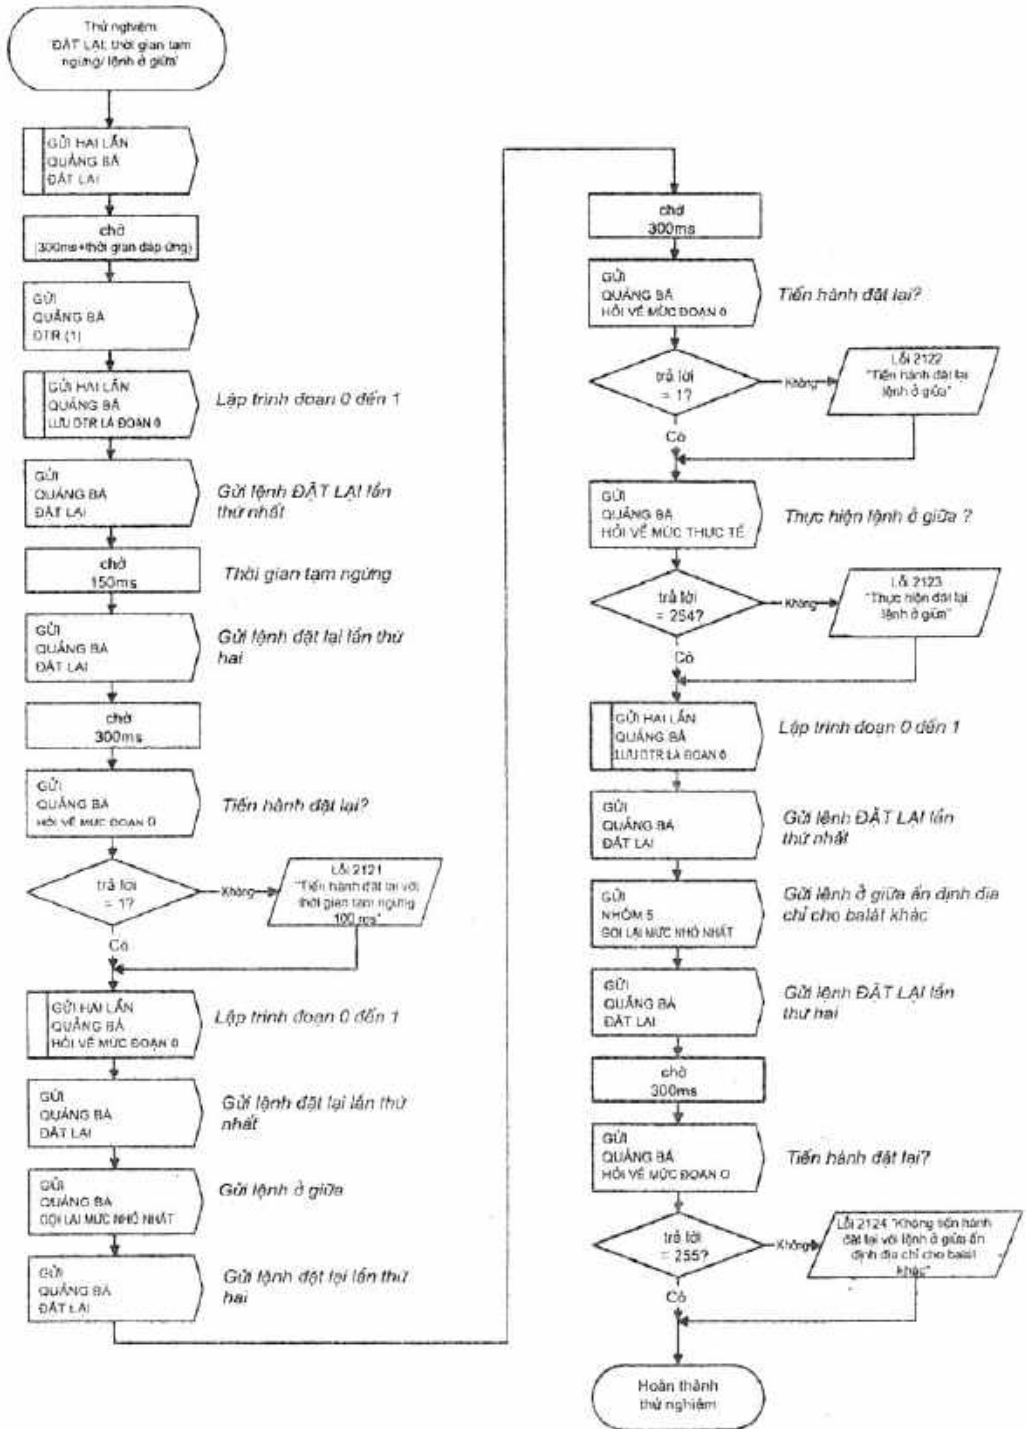 Thử nghiệm
'ĐẶT LẠI; thời gian tạm
ngừng/ lệnh ở giữa'
GỬI HAI LẦN
QUẢNG BÁ
ĐẶT LẠI
chờ
(300ms+thời gian đáp ứng)
GỬI
QUẢNG BÁ
DTR (1)
GỬI HAI LẦN
QUẢNG BÁ
LƯU DTR LÀ ĐOẠN 0
Lập trình đoạn 0 đến 1
GỬI
QUẢNG BÁ
ĐẶT LẠI
Gửi lệnh ĐẶT LẠI lần
thứ nhất
chờ
150ms
Thời gian tạm ngừng
GỬI
QUẢNG BÁ
ĐẶT LẠI
Gửi lệnh đặt lại lần thứ
hai
chờ
300ms
GỬI
QUẢNG BÁ
HỎI VỀ MỨC ĐOẠN 0
Tiến hành đặt lại?
trả lời
= 1?
Không
Lỗi 2121
"Tiến hành đặt lại với
thời gian tạm ngừng
100 ms"
Có
GỬI HAI LẦN
QUẢNG BÁ
HỎI VỀ MỨC ĐOẠN 0
Lập trình đoạn 0 đến 1
GỬI
QUẢNG BÁ
ĐẶT LẠI
Gửi lệnh đặt lại lần thứ
nhất
GỬI
QUẢNG BÁ
GỌI LẠI MỨC NHỎ NHẤT
Gửi lệnh ở giữa
GỬI
QUẢNG BÁ
ĐẶT LẠI
Gửi lệnh đặt lại lần thứ
hai
chờ
300ms
GỬI
QUẢNG BÁ
HỎI VỀ MỨC ĐOẠN 0
Tiến hành đặt lại?
trả lời
= 1?
Không
Lỗi 2122
"Tiến hành đặt lại
lệnh ở giữa"
Có
GỬI
QUẢNG BÁ
HỎI VỀ MỨC THỰC TẾ
Thực hiện lệnh ở giữa ?
trả lời
= 254?
Không
Lỗi 2123
"Thực hiện đặt lại
lệnh ở giữa"
Có
GỬI HAI LẦN
QUẢNG BÁ
LƯU DTR LÀ ĐOẠN 0
Lập trình đoạn 0 đến 1
GỬI
QUẢNG BÁ
ĐẶT LẠI
Gửi lệnh ĐẶT LẠI lần
thứ nhất
GỬI
NHÓM 5
GỌI LẠI MỨC NHỎ NHẤT
Gửi lệnh ở giữa ấn định địa
chỉ cho balát khác
GỬI
QUẢNG BÁ
ĐẶT LẠI
Gửi lệnh ĐẶT LẠI lần
thứ hai
chờ
300ms
GỬI
QUẢNG BÁ
HỎI VỀ MỨC ĐOẠN O
Tiến hành đặt lại?
trả lời
= 255?
Không
Lỗi 2124 "Không tiến hành
đặt lại với lệnh ở giữa ấn
định địa chỉ cho balát
khác"
Có
Hoàn thành
thử nghiệm